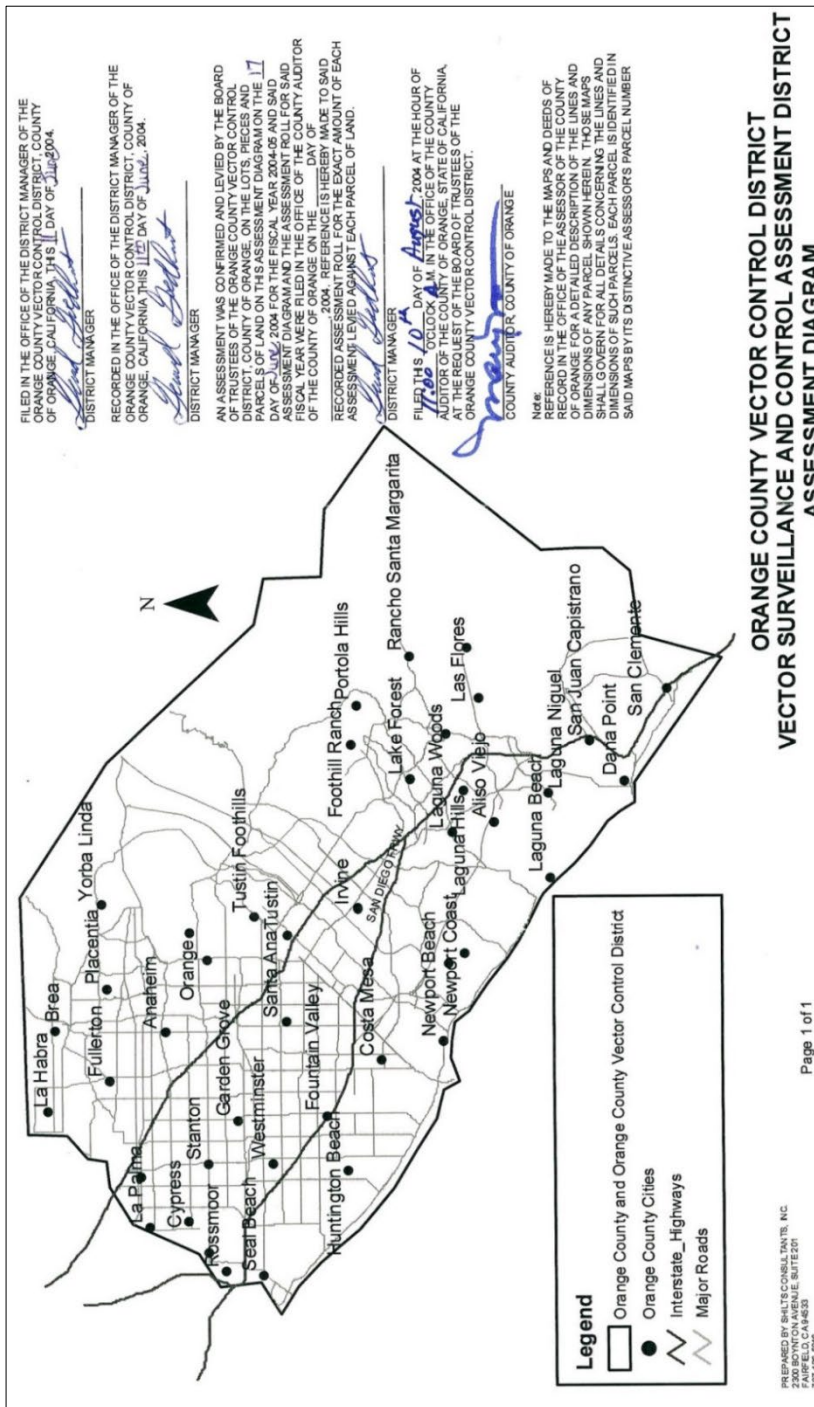 FILED IN THE OFFICE OF THE DISTRICT MANAGER OF THE
ORANGE COUNTY VECTOR CONTROL DISTRICT, COUNTY
OF ORANGE, CALIFORNIA, THIS 11 DAY OF June 2004.
DISTRICT MANAGER
RECORDED IN THE OFFICE OF THE DISTRICT MANAGER OF THE
ORANGE COUNTY VECTOR CONTROL DISTRICT, COUNTY OF
ORANGE, CALIFORNIA THIS 11th DAY OF June, 2004.
DISTRICT MANAGER
AN ASSESSMENT WAS CONFIRMED AND LEVIED BY THE BOARD
OF TRUSTEES OF THE ORANGE COUNTY VECTOR CONTROL
DISTRICT, COUNTY OF ORANGE, ON THE LOTS, PIECES AND
PARCELS OF LAND ON THIS ASSESSMENT DIAGRAM ON THE 17
DAY OF June, 2004 FOR THE FISCAL YEAR 2004-05 AND SAID
ASSESSMENT DIAGRAM AND THE ASSESSMENT ROLL FOR SAID
FISCAL YEAR WERE FILED IN THE OFFICE OF THE COUNTY AUDITOR
OF THE COUNTY OF ORANGE ON THE DAY OF
, 2004. REFERENCE IS HEREBY MADE TO SAID
RECORDED ASSESSMENT ROLL FOR THE EXACT AMOUNT OF EACH
ASSESSMENT LEVIED AGAINST EACH PARCEL OF LAND.
DISTRICT MANAGER
FILED THIS 10th DAY OF August, 2004 AT THE HOUR OF
11:00 O'CLOCK A.M. IN THE OFFICE OF THE COUNTY
AUDITOR OF THE COUNTY OF ORANGE, STATE OF CALIFORNIA,
AT THE REQUEST OF THE BOARD OF TRUSTEES OF THE
ORANGE COUNTY VECTOR CONTROL DISTRICT.
COUNTY AUDITOR, COUNTY OF ORANGE
Note:
REFERENCE IS HEREBY MADE TO THE MAPS AND DEEDS OF
RECORD IN THE OFFICE OF THE ASSESSOR OF THE COUNTY
OF ORANGE FOR A DETAILED DESCRIPTION OF THE LINES AND
DIMENSIONS OF ANY PARCEL SHOWN HEREIN. THOSE MAPS
SHALL GOVERN FOR ALL DETAILS CONCERNING THE LINES AND
DIMENSIONS OF SUCH PARCELS. EACH PARCEL IS IDENTIFIED IN
SAID MAPS BY ITS DISTINCTIVE ASSESSOR'S PARCEL NUMBER
N
La Habra
Brea
Fullerton
Placentia
Yorba Linda
La Palma
Anaheim
Cypress
Stanton
Orange
Rossmoor
Garden Grove
Tustin Foothills
Seal Beach
Westminster
Santa Ana
Tustin
Fountain Valley
Huntington Beach
Irvine
Foothill Ranch
Portola Hills
SAN DIEGO FRWY
Costa Mesa
Lake Forest
Rancho Santa Margarita
Newport Beach
Newport Coast
Laguna Woods
Laguna Hills
Las Flores
Aliso Viejo
Laguna Beach
Laguna Niguel
San Juan Capistrano
Dana Point
San Clemente
Legend
Orange County and Orange County Vector Control District
Orange County Cities
Interstate_Highways
Major Roads
ORANGE COUNTY VECTOR CONTROL DISTRICT
VECTOR SURVEILLANCE AND CONTROL ASSESSMENT DISTRICT
ASSESSMENT DIAGRAM
PREPARED BY SHILTS CONSULTANTS, INC.
2300 BOYNTON AVENUE, SUITE 201
FAIRFIELD, CA 94533
Page 1 of 1